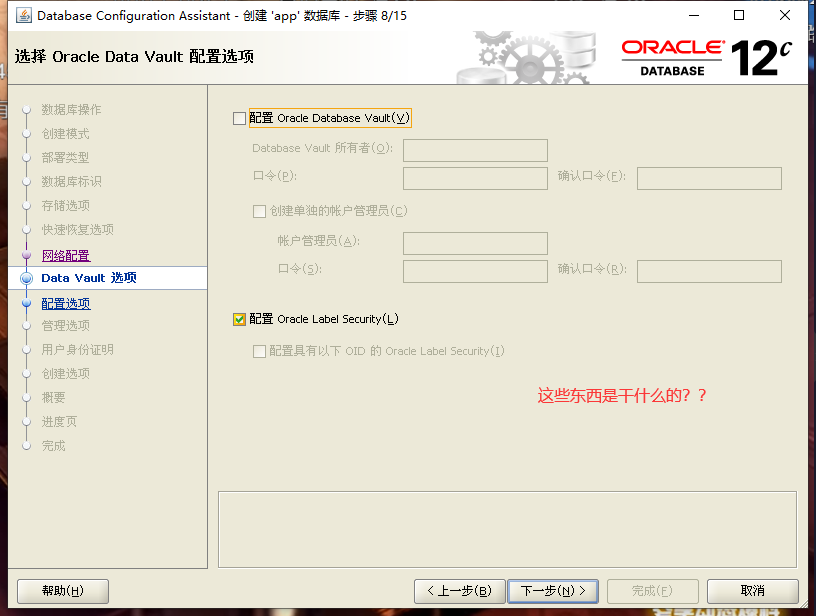 Database Configuration Assistant - 创建 'app' 数据库 - 步骤 8/15
选择 Oracle Data Vault 配置选项
ORACLE®
DATABASE
12c
数据库操作
创建模式
部署类型
数据库标识
存储选项
快速恢复选项
网络配置
Data Vault 选项
配置选项
管理选项
用户身份证明
创建选项
概要
进度页
完成
配置 Oracle Database Vault(V)
Database Vault 所有者(O):
口令(P):
确认口令(F):
创建单独的帐户管理员(C)
帐户管理员(A):
口令(S):
确认口令(R):
配置 Oracle Label Security(L)
配置具有以下 OID 的 Oracle Label Security(I)
这些东西是干什么的？？
帮助(H)
< 上一步(B)
下一步(N) >
完成(F)
取消